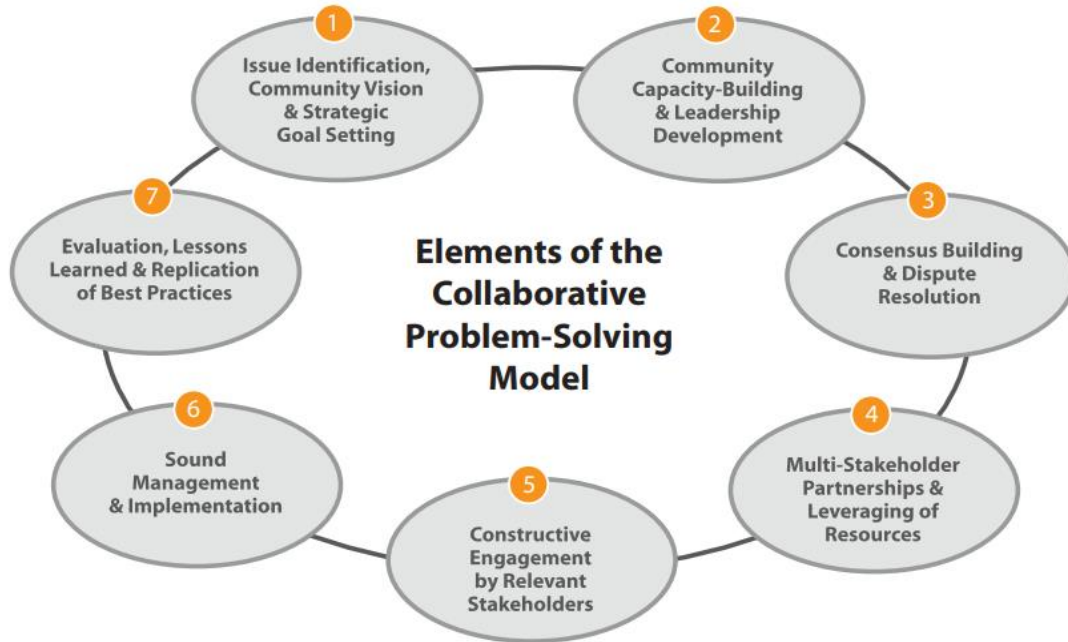 1
Issue Identification,
Community Vision
& Strategic
Goal Setting
2
Community
Capacity-Building
& Leadership
Development
3
Consensus Building
& Dispute
Resolution
4
Multi-Stakeholder
Partnerships &
Leveraging of
Resources
5
Constructive
Engagement
by Relevant
Stakeholders
6
Sound
Management
& Implementation
7
Evaluation, Lessons
Learned & Replication
of Best Practices
Elements of the
Collaborative
Problem-Solving
Model